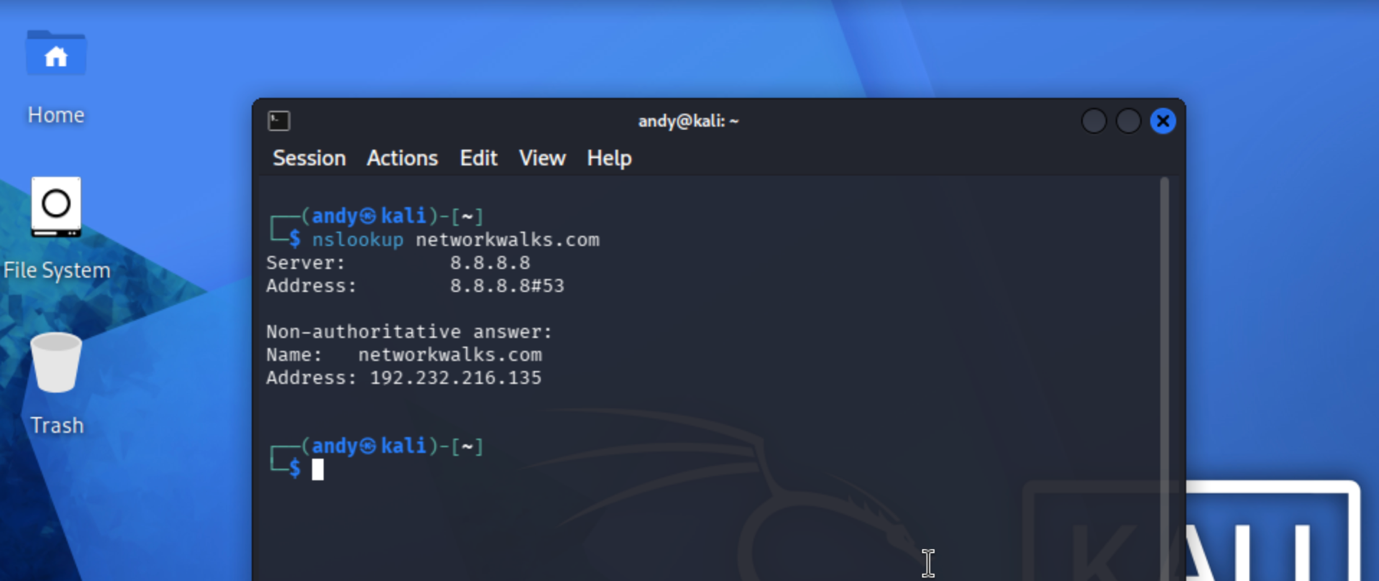 Home
File System
Trash
andy@kali: ~
Session Actions Edit View Help
┌──(andy㉿kali)-[~]
└─$ nslookup networkwalks.com
Server: 8.8.8.8
Address: 8.8.8.8#53
Non-authoritative answer:
Name: networkwalks.com
Address: 192.232.216.135
┌──(andy㉿kali)-[~]
└─$
KALI